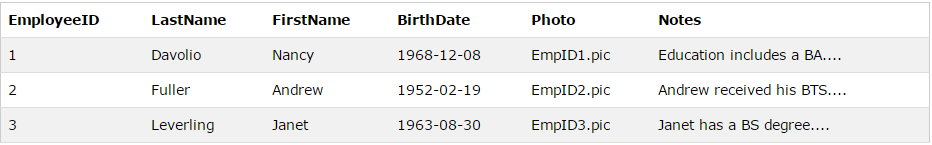 EmployeeID LastName FirstName BirthDate Photo Notes
1 Davolio Nancy 1968-12-08 EmpID1.pic Education includes a BA....
2 Fuller Andrew 1952-02-19 EmpID2.pic Andrew received his BTS....
3 Leverling Janet 1963-08-30 EmpID3.pic Janet has a BS degree....